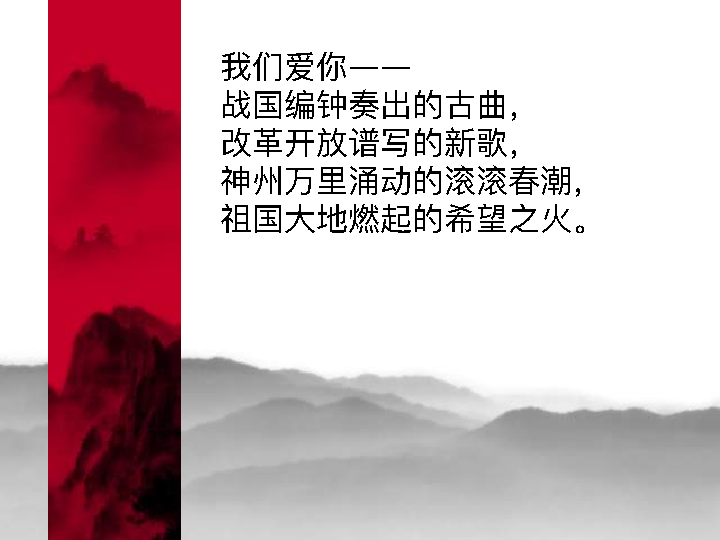 我们爱你——
战国编钟奏出的古曲，
改革开放谱写的新歌，
神州万里涌动的滚滚春潮，
祖国大地燃起的希望之火。